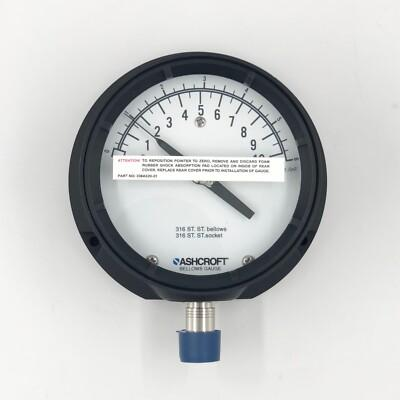 1 2 3 4 5 6 7 8 9 10
ATTENTION: TO REPOSITION POINTER TO ZERO, REMOVE AND DISCARD FOAM
RUBBER SHOCK ABSORPTION PAD LOCATED ON INSIDE OF REAR
COVER. REPLACE REAR COVER PRIOR TO INSTALLATION OF GAUGE.
316 ST. ST. bellows
316 ST. ST.socket
ASHCROFT
BELLOWS GAUGE